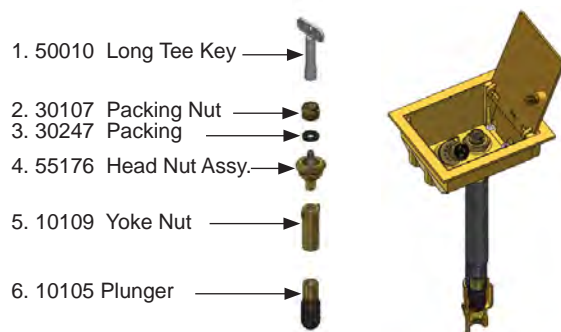 1. 50010 Long Tee Key
2. 30107 Packing Nut
3. 30247 Packing
4. 55176 Head Nut Assy.
5. 10109 Yoke Nut
6. 10105 Plunger